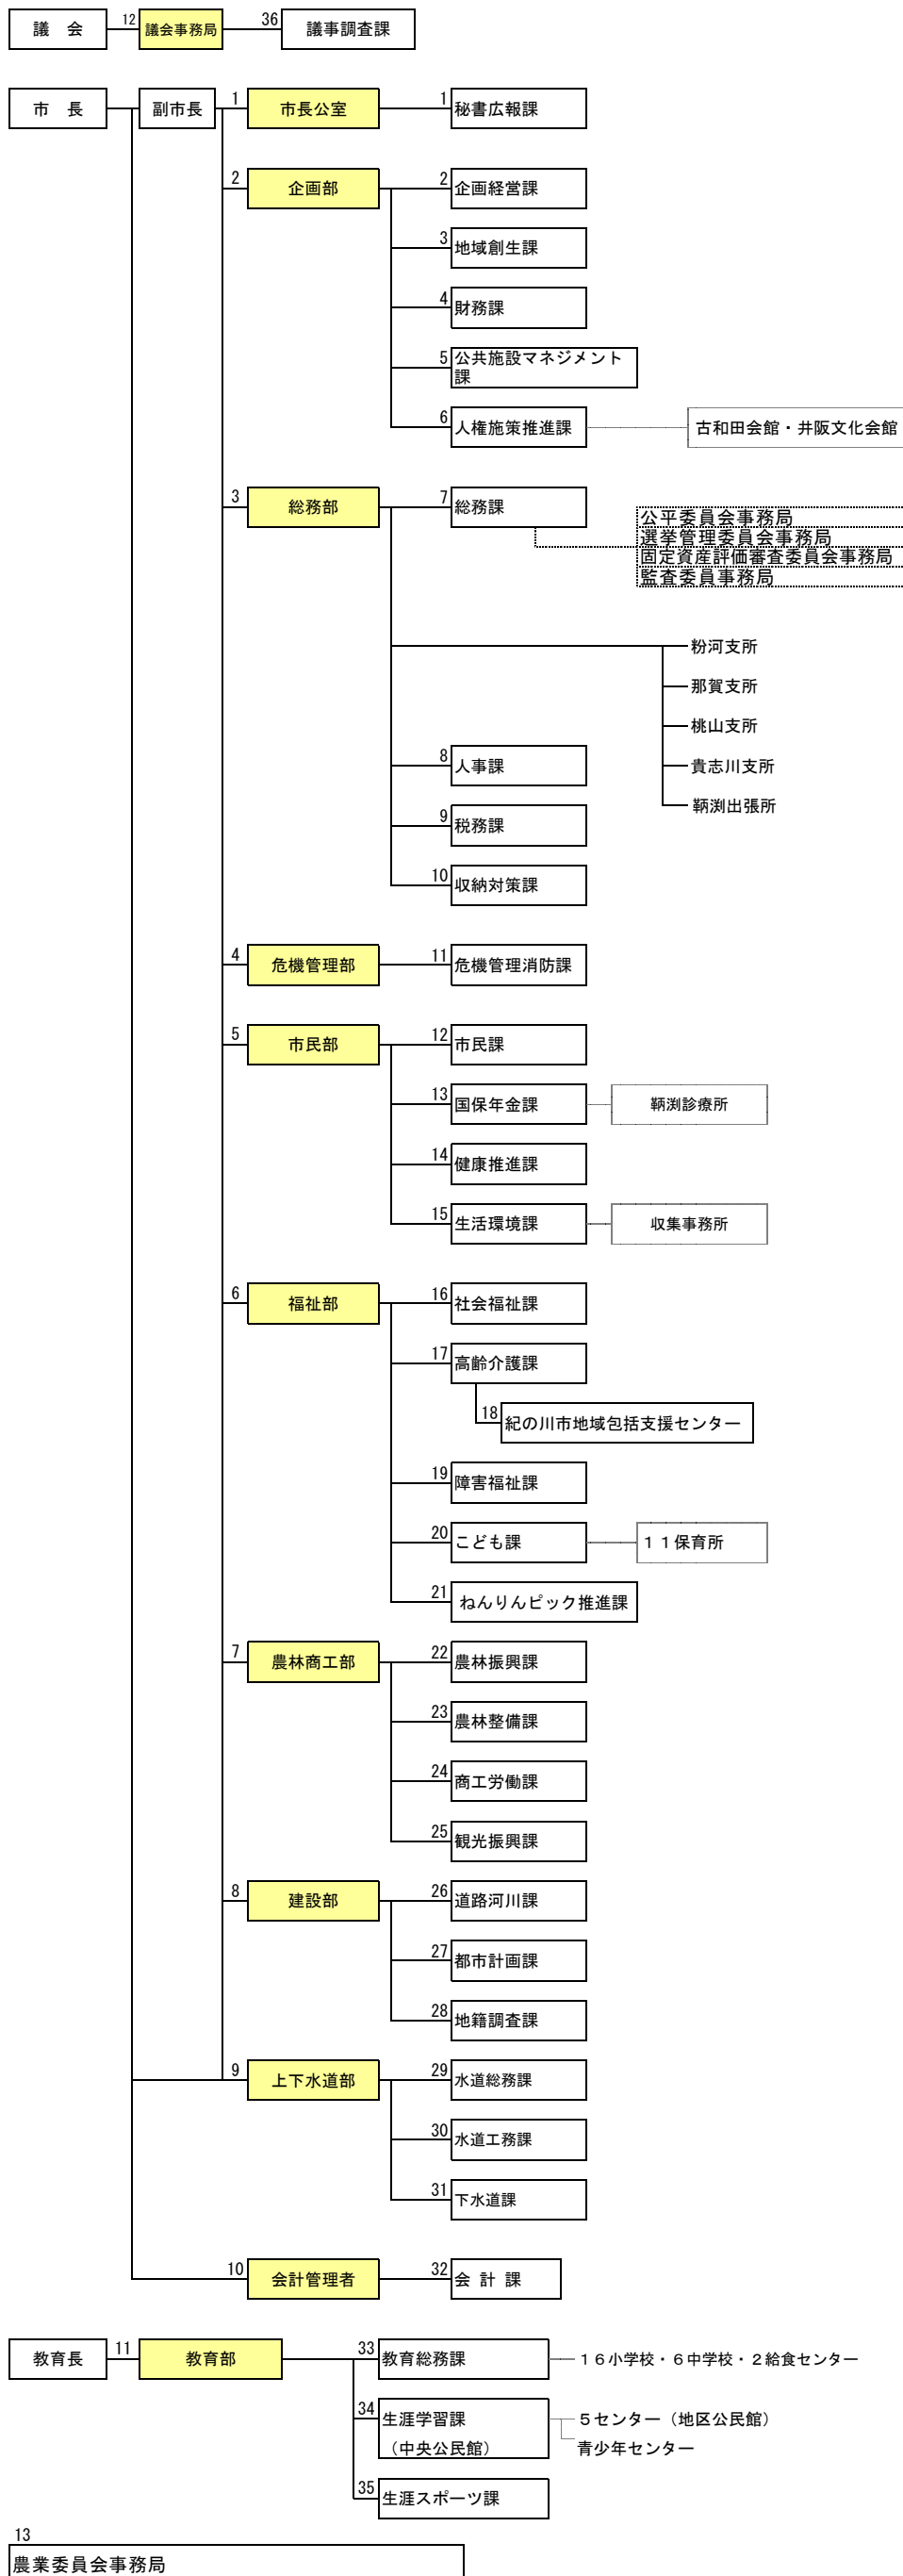 議　会
12
議会事務局
36
議事調査課
市　長
副市長
1
市長公室
1
秘書広報課
2
企画部
2
企画経営課
3
地域創生課
4
財務課
5
公共施設マネジメント
課
6
人権施策推進課
古和田会館・井阪文化会館
3
総務部
7
総務課
公平委員会事務局
選挙管理委員会事務局
固定資産評価審査委員会事務局
監査委員事務局
粉河支所
那賀支所
桃山支所
貴志川支所
鞆渕出張所
8
人事課
9
税務課
10
収納対策課
4
危機管理部
11
危機管理消防課
5
市民部
12
市民課
13
国保年金課
鞆渕診療所
14
健康推進課
15
生活環境課
収集事務所
6
福祉部
16
社会福祉課
17
高齢介護課
18
紀の川市地域包括支援センター
19
障害福祉課
20
こども課
１１保育所
21
ねんりんピック推進課
7
農林商工部
22
農林振興課
23
農林整備課
24
商工労働課
25
観光振興課
8
建設部
26
道路河川課
27
都市計画課
28
地籍調査課
9
上下水道部
29
水道総務課
30
水道工務課
31
下水道課
10
会計管理者
32
会 計 課
教育長
11
教育部
33
教育総務課
１６小学校・６中学校・２給食センター
34
生涯学習課
（中央公民館）
５センター（地区公民館）
青少年センター
35
生涯スポーツ課
13
農業委員会事務局